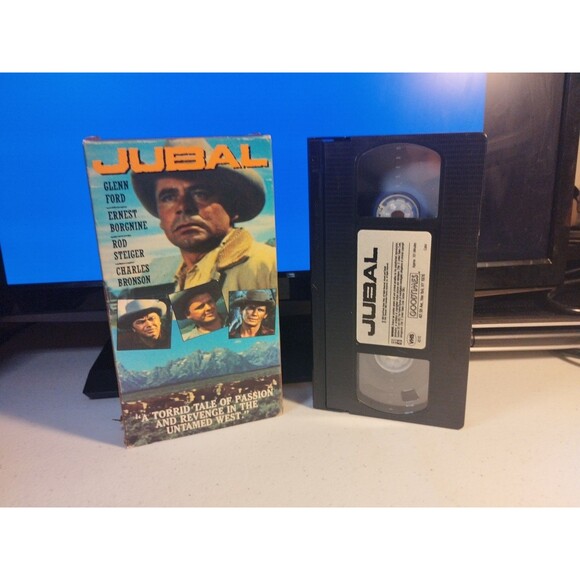 JUBAL
GLENN
FORD
ERNEST
BORGNINE
ROD
STEIGER
CHARLES
BRONSON
"A TORRID TALE OF PASSION
AND REVENGE IN THE
UNTAMED WEST."
JUBAL
GOODTIMES
VHS